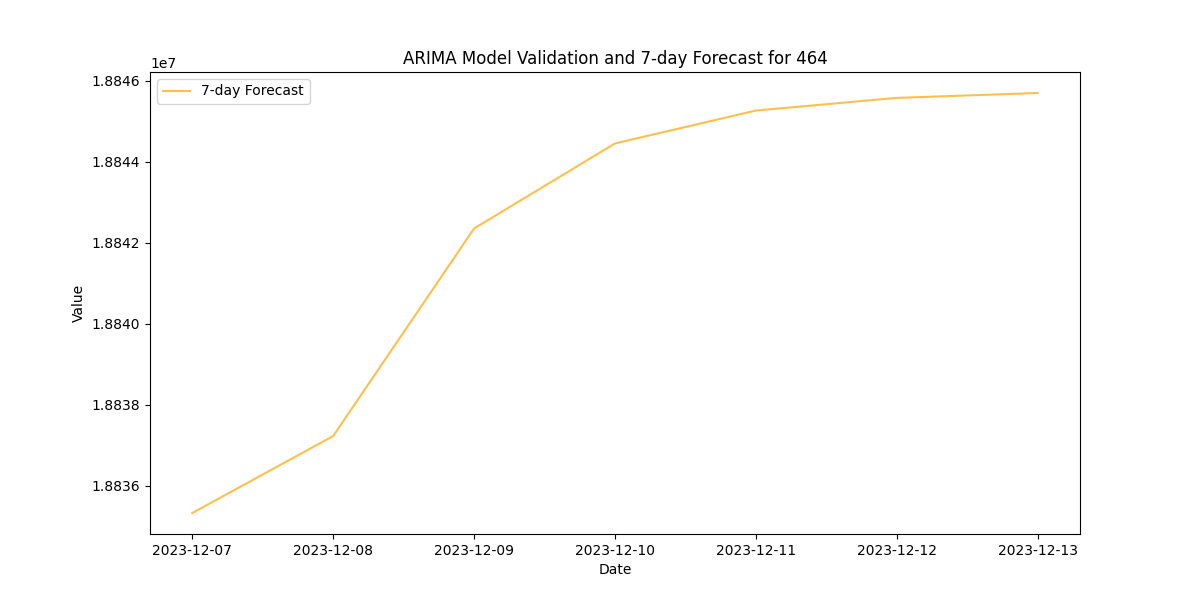 ARIMA Model Validation and 7-day Forecast for 464
1e7
7-day Forecast
1.8846
1.8844
1.8842
1.8840
1.8838
1.8836
Value
2023-12-07 2023-12-08 2023-12-09 2023-12-10 2023-12-11 2023-12-12 2023-12-13
Date